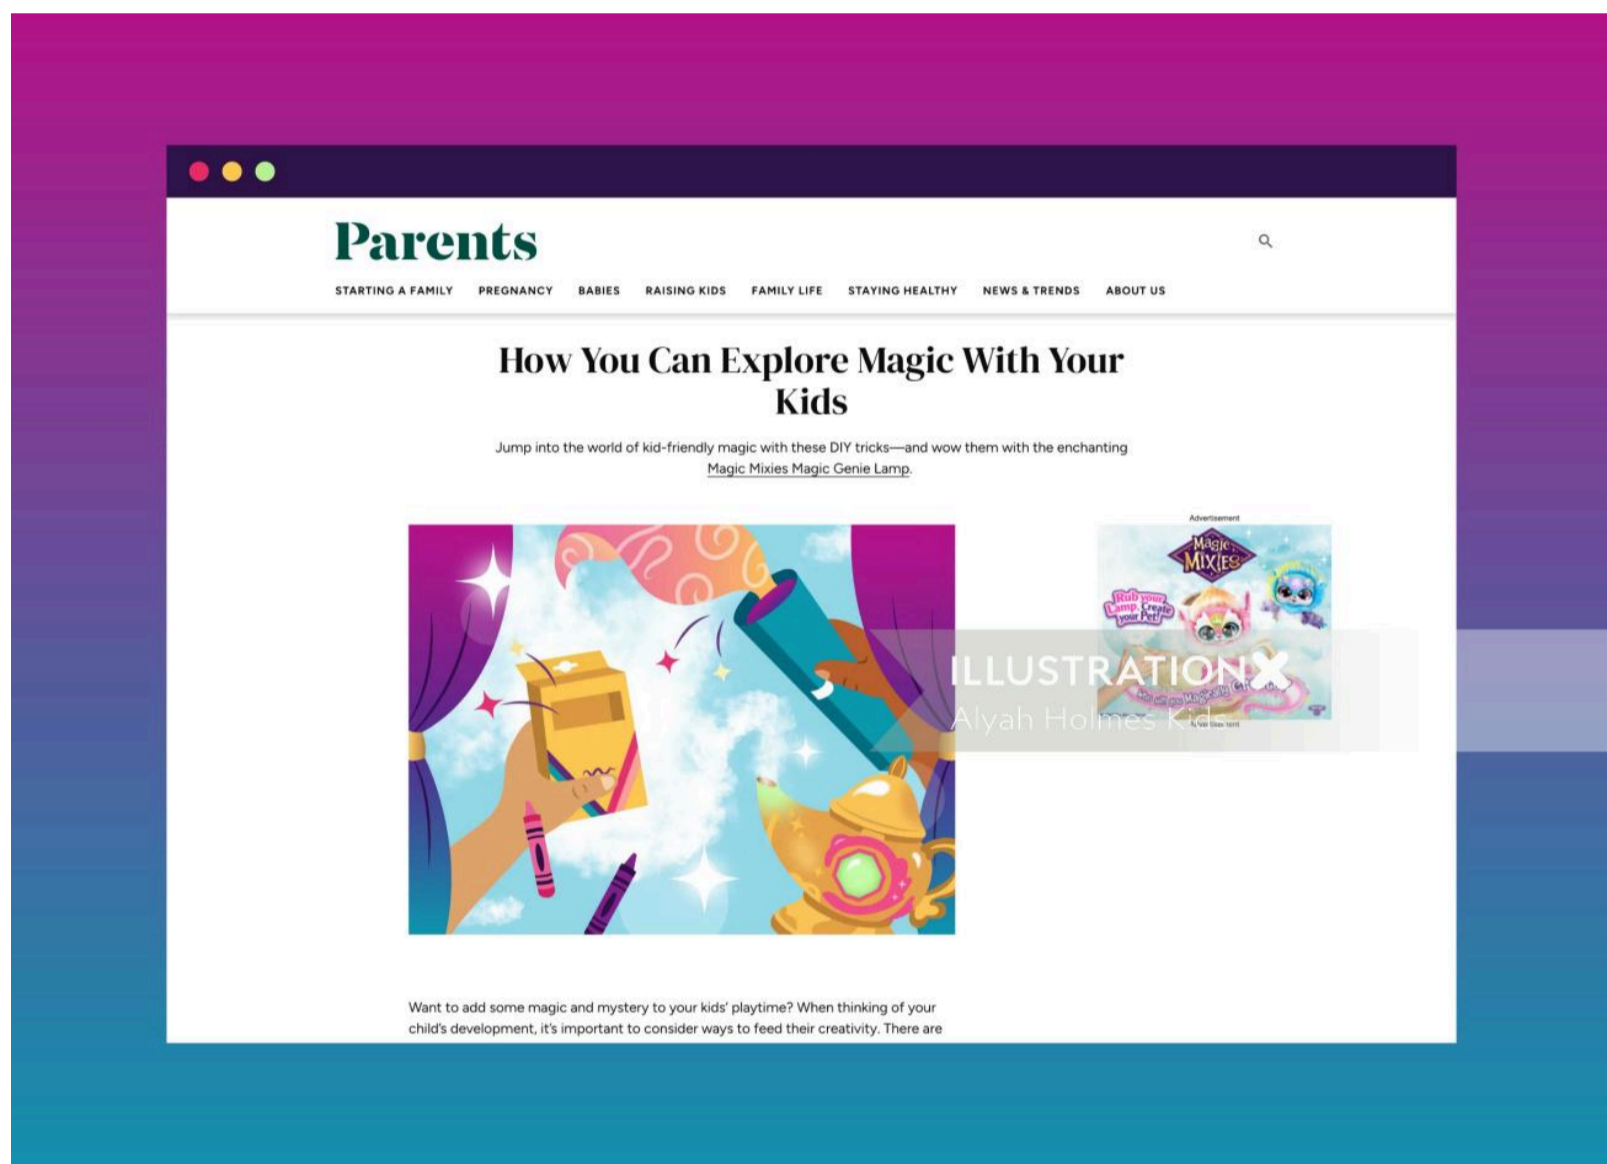 Parents
STARTING A FAMILY PREGNANCY BABIES RAISING KIDS FAMILY LIFE STAYING HEALTHY NEWS & TRENDS ABOUT US
How You Can Explore Magic With Your
Kids
Jump into the world of kid-friendly magic with these DIY tricks—and wow them with the enchanting
Magic Mixies Magic Genie Lamp.
Advertisement
Magic
MIXIES
Rub your
Lamp. Create
your Pet!
ILLUSTRATIONX
Alyah Holmes Kids
Advertisement
Want to add some magic and mystery to your kids' playtime? When thinking of your
child's development, it's important to consider ways to feed their creativity. There are